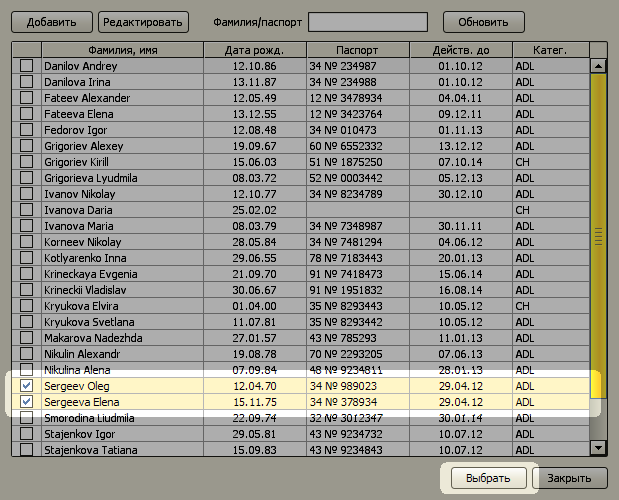 Добавить Редактировать Фамилия/паспорт Обновить
Фамилия, имя Дата рожд. Паспорт Действ. до Катег.
Danilov Andrey 12.10.86 34 № 234987 01.10.12 ADL
Danilova Irina 13.11.87 34 № 234988 01.10.12 ADL
Fateev Alexander 12.05.49 12 № 3478934 04.04.11 ADL
Fateeva Elena 13.12.55 12 № 3423764 09.12.11 ADL
Fedorov Igor 12.08.48 34 № 010473 01.11.13 ADL
Grigoriev Alexey 19.09.67 60 № 6552332 13.12.12 ADL
Grigoriev Kirill 15.06.03 51 № 1875250 07.10.14 CH
Grigorieva Lyudmila 08.03.72 52 № 0003442 05.12.13 ADL
Ivanov Nikolay 12.10.77 34 № 8234789 30.12.10 ADL
Ivanova Daria 25.02.02 CH
Ivanova Maria 08.03.79 34 № 7348987 30.11.11 ADL
Korneev Nikolay 28.05.84 34 № 7481294 04.06.12 ADL
Kotlyarenko Inna 29.06.55 78 № 7183443 20.01.13 ADL
Krineckaya Evgenia 21.09.70 91 № 7418473 15.06.14 ADL
Krineckii Vladislav 30.06.67 91 № 1951832 16.08.14 ADL
Kryukova Elvira 01.04.00 35 № 8293443 10.05.12 CH
Kryukova Svetlana 11.07.81 35 № 8293442 10.05.12 ADL
Makarova Nadezhda 27.01.57 43 № 785293 11.01.13 ADL
Nikulin Alexandr 19.08.78 70 № 2293205 07.06.13 ADL
Nikulina Alena 07.09.84 48 № 9234811 28.01.13 ADL
Sergeev Oleg 12.04.70 34 № 989023 29.04.12 ADL
Sergeeva Elena 15.11.75 34 № 378934 29.04.12 ADL
Smorodina Liudmila 22.09.74 32 № 3012347 30.01.14 ADL
Stajenkov Igor 29.05.81 43 № 9234732 10.07.12 ADL
Stajenkova Tatiana 15.09.83 43 № 9234843 10.07.12 ADL
Выбрать Закрыть